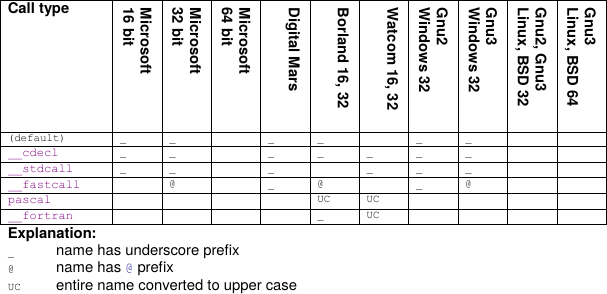 Call type Microsoft 16 bit Microsoft 32 bit Microsoft 64 bit Digital Mars Borland 16, 32 Watcom 16, 32 Gnu2 Windows 32 Gnu3 Windows 32 Gnu2, Gnu3 Linux, BSD 32 Gnu3 Linux, BSD 64
(default) _ _ _ _ _ _
__cdecl _ _ _ _ _ _ _
__stdcall _ _ _ _ _ _ _
__fastcall @ _ @ _ @
pascal UC UC
__fortran _ UC
Explanation:
_ name has underscore prefix
@ name has @ prefix
UC entire name converted to upper case